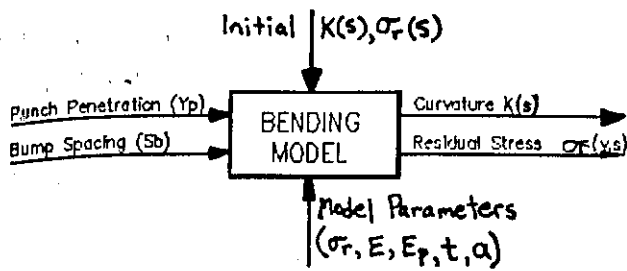 Initial K(s), σr(s)
Punch Penetration (Yp)
Bump Spacing (Sb)
BENDING
MODEL
Curvature K(s)
Residual Stress σr(y,s)
Model Parameters
(σr, E, Ep, t, a)